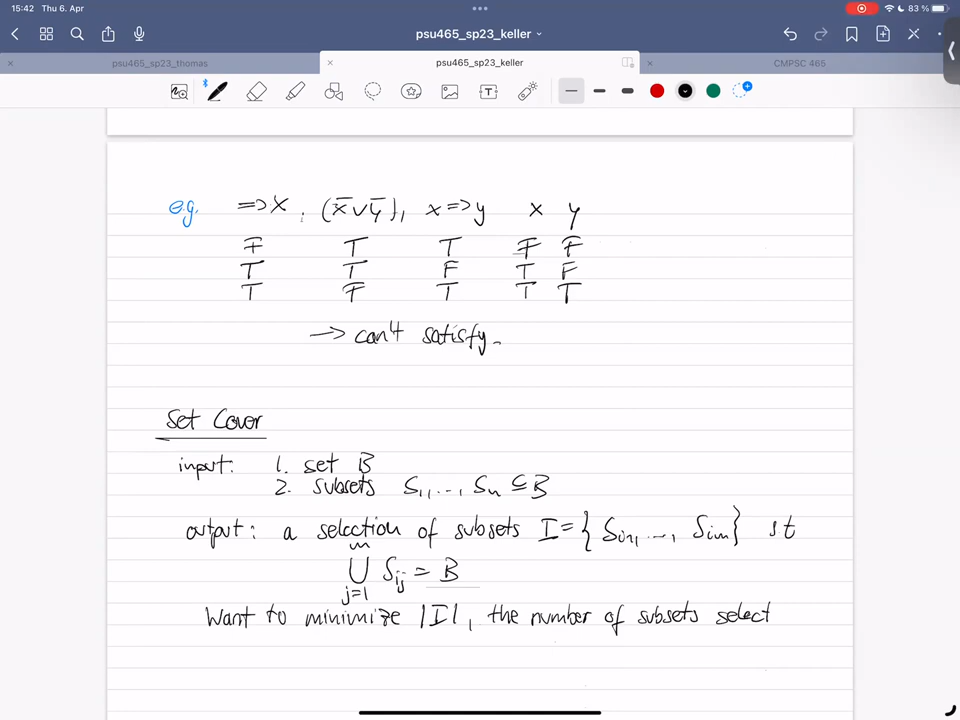 15:42 Thu 6. Apr
83 %
psu465_sp23_keller
psu465_sp23_thomas
psu465_sp23_keller
CMPSC 465
e.g. => x , (x̄ ∨ ȳ), x => y x y
F T T F F
T T F T F
T F T T T
→ can't satisfy.
Set Cover
input: 1. set B
2. subsets S₁,..., Sₙ ⊆ B
output: a selection of subsets I = { Sᵢ₁,..., Sᵢₘ } st
m
⋃ Sᵢⱼ = B
j=1
Want to minimize |I|, the number of subsets select